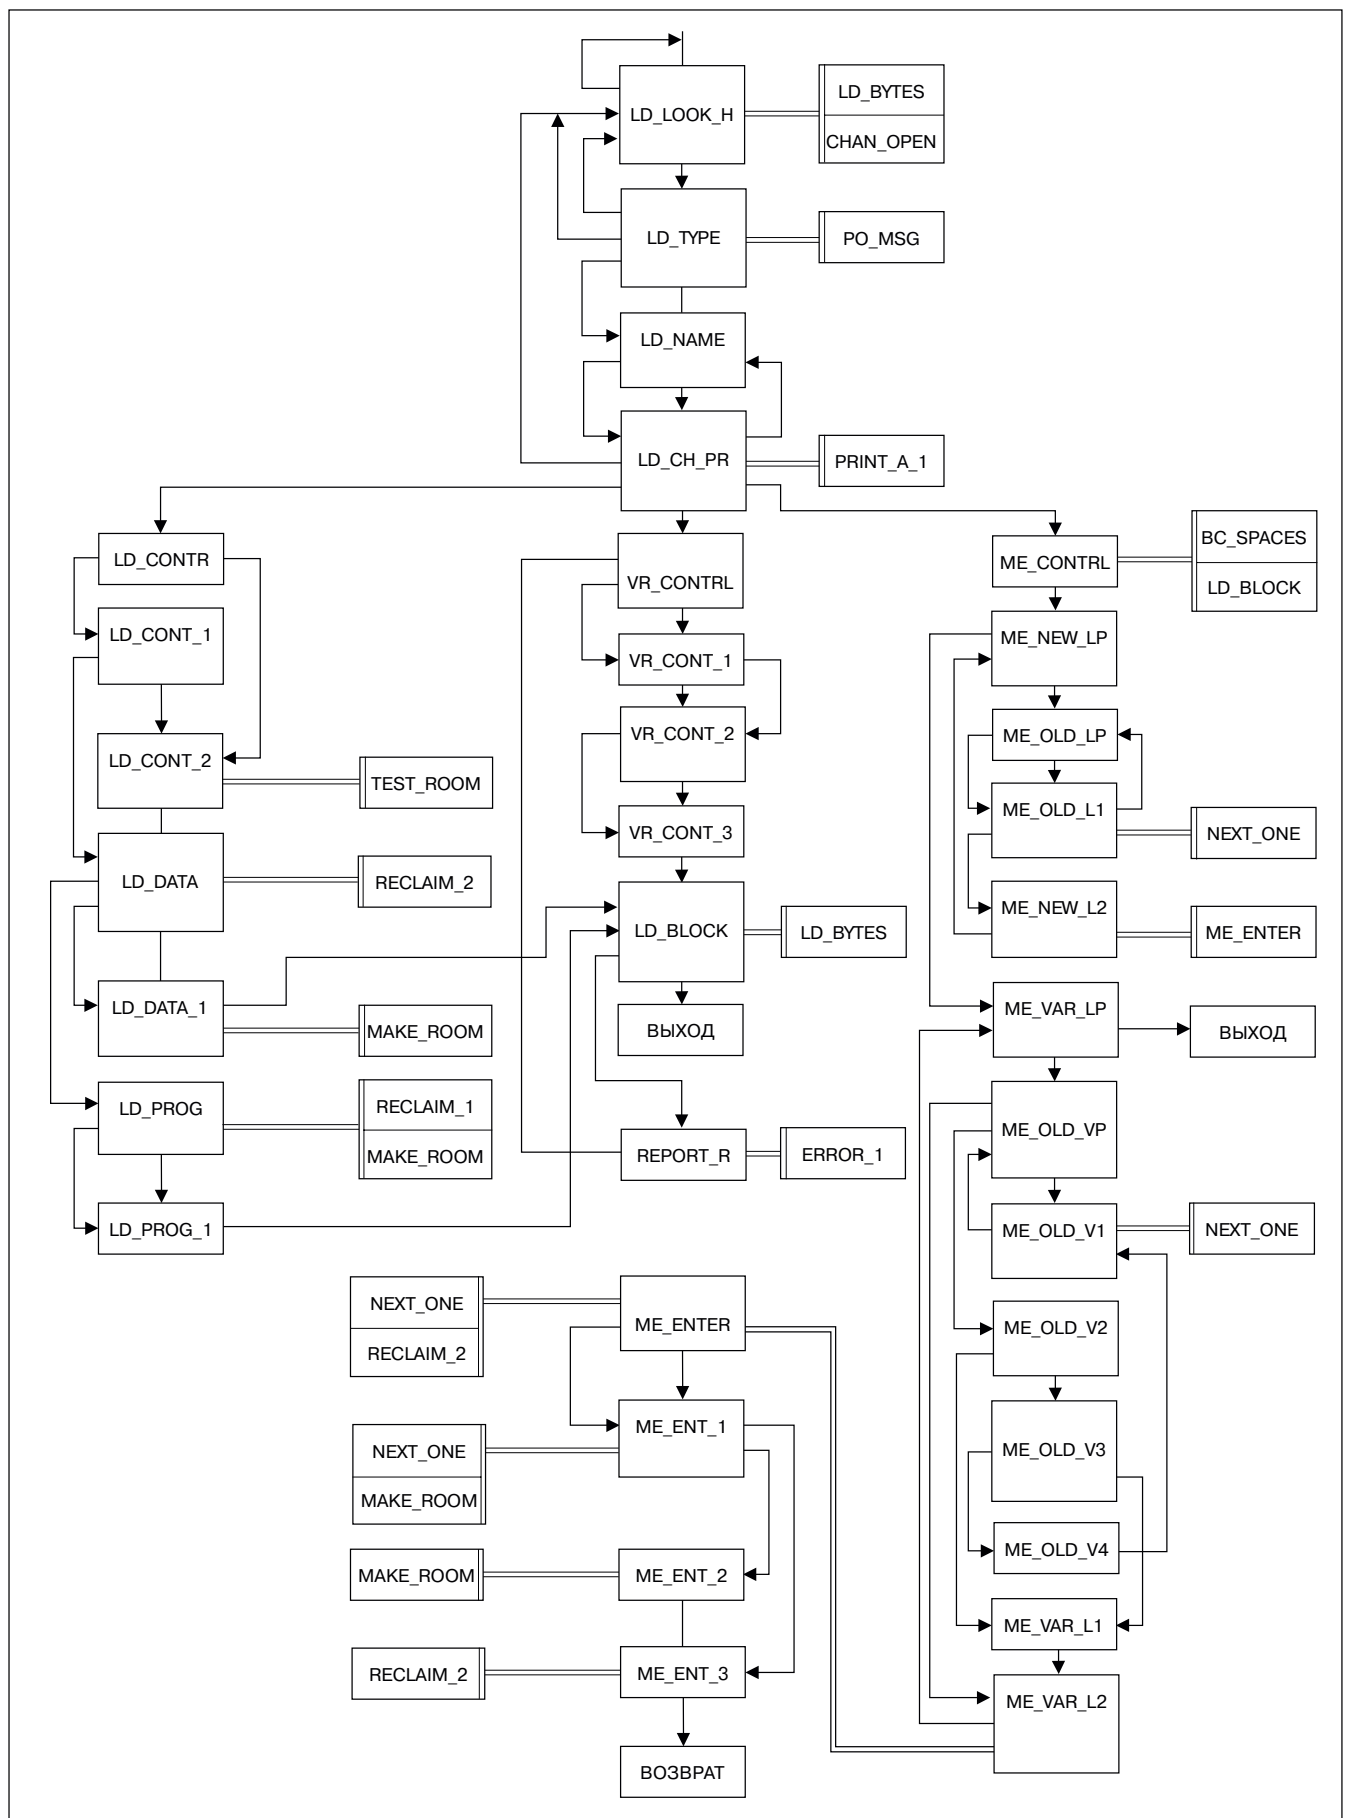 LD_BYTES
LD_LOOK_H
CHAN_OPEN
LD_TYPE
PO_MSG
LD_NAME
LD_CH_PR
PRINT_A_1
LD_CONTR
VR_CONTRL
ME_CONTRL
BC_SPACES
LD_BLOCK
LD_CONT_1
VR_CONT_1
ME_NEW_LP
LD_CONT_2
TEST_ROOM
VR_CONT_2
ME_OLD_LP
VR_CONT_3
ME_OLD_L1
NEXT_ONE
LD_DATA
RECLAIM_2
LD_BLOCK
LD_BYTES
ME_NEW_L2
ME_ENTER
LD_DATA_1
MAKE_ROOM
ВЫХОД
ME_VAR_LP
ВЫХОД
LD_PROG
RECLAIM_1
MAKE_ROOM
REPORT_R
ERROR_1
ME_OLD_VP
LD_PROG_1
ME_OLD_V1
NEXT_ONE
NEXT_ONE
RECLAIM_2
ME_ENTER
ME_OLD_V2
NEXT_ONE
MAKE_ROOM
ME_ENT_1
ME_OLD_V3
MAKE_ROOM
ME_ENT_2
ME_OLD_V4
ME_VAR_L1
RECLAIM_2
ME_ENT_3
ME_VAR_L2
ВОЗВРАТ